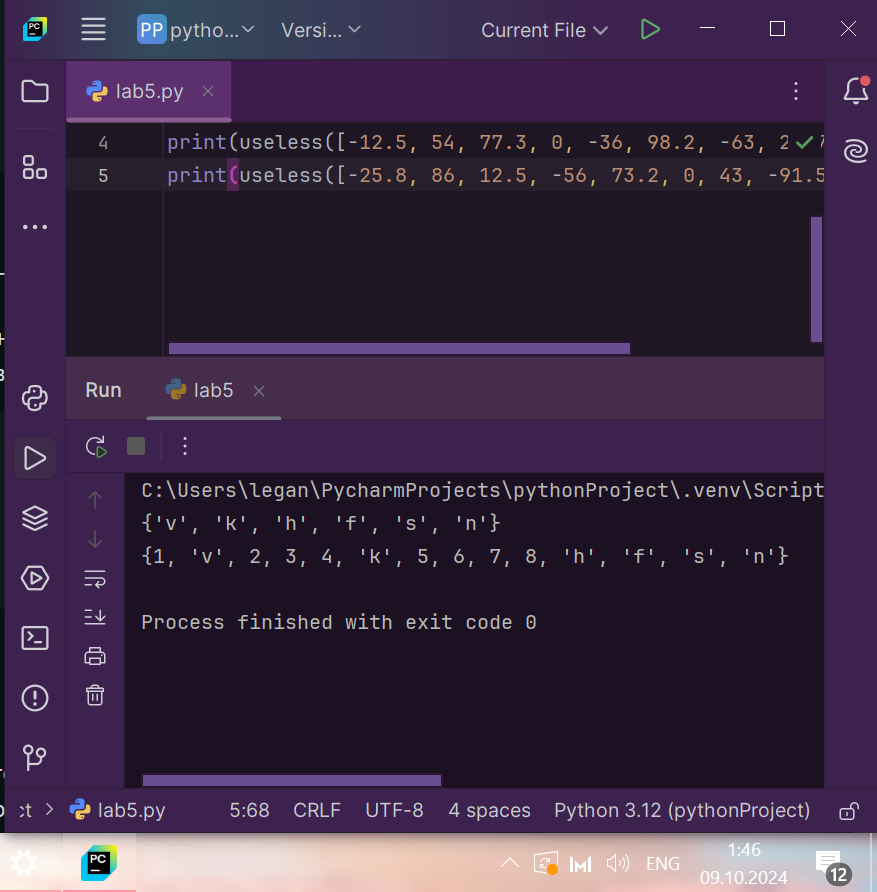 PC
PP pytho... Versi... Current File
lab5.py
4 print(useless([-12.5, 54, 77.3, 0, -36, 98.2, -63, 2
5 print(useless([-25.8, 86, 12.5, -56, 73.2, 0, 43, -91.5
Run lab5
C:\Users\legan\PycharmProjects\pythonProject\.venv\Script
{'v', 'k', 'h', 'f', 's', 'n'}
{1, 'v', 2, 3, 4, 'k', 5, 6, 7, 8, 'h', 'f', 's', 'n'}
Process finished with exit code 0
ct > lab5.py 5:68 CRLF UTF-8 4 spaces Python 3.12 (pythonProject)
PC ENG 1:46
09.10.2024 12